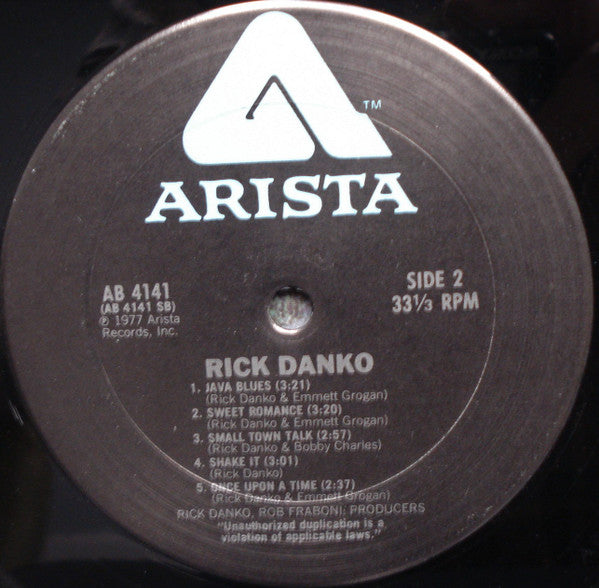 TM
ARISTA
AB 4141
(AB 4141 SB)
℗ 1977 Arista
Records, Inc.
SIDE 2
33⅓ RPM
RICK DANKO
1. JAVA BLUES (3:21)
(Rick Danko & Emmett Grogan)
2. SWEET ROMANCE (3:20)
(Rick Danko & Emmett Grogan)
3. SMALL TOWN TALK (2:57)
(Rick Danko & Bobby Charles)
4. SHAKE IT (3:01)
(Rick Danko)
5. ONCE UPON A TIME (2:37)
(Rick Danko & Emmett Grogan)
RICK DANKO, ROB FRABONI: PRODUCERS
"Unauthorized duplication is a
violation of applicable laws."